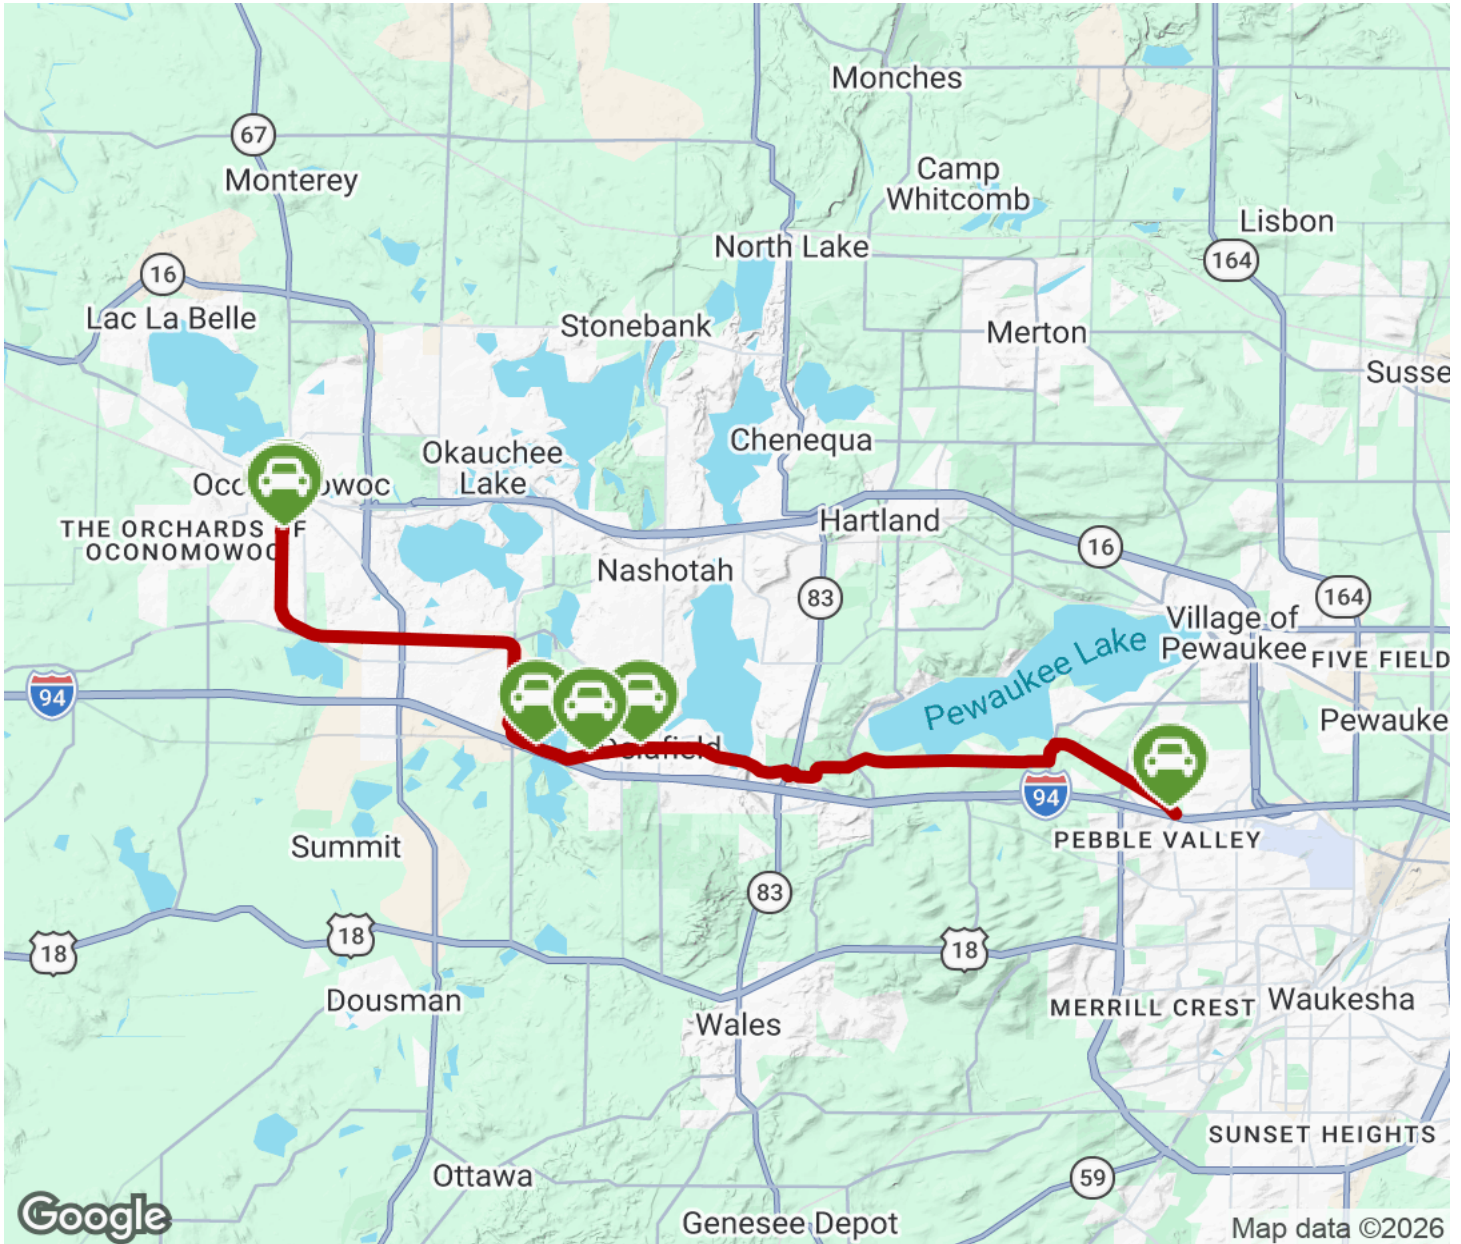 Monches
67
Monterey
Camp
Whitcomb
Lisbon
North Lake
164
16
Lac La Belle
Stonebank
Merton
Chenequa
Okauchee
Lake
THE ORCHARDS
OCONOMOWOC
Hartland
16
Nashotah
83
164
Village of
Pewaukee
Pewaukee Lake
FIVE FIELD
94
Pewauke
94
PEBBLE VALLEY
Summit
83
18
18
18
Dousman
MERRILL CREST
Waukesha
Wales
SUNSET HEIGHTS
Ottawa
59
Genesee Depot
Google
Map data ©2026